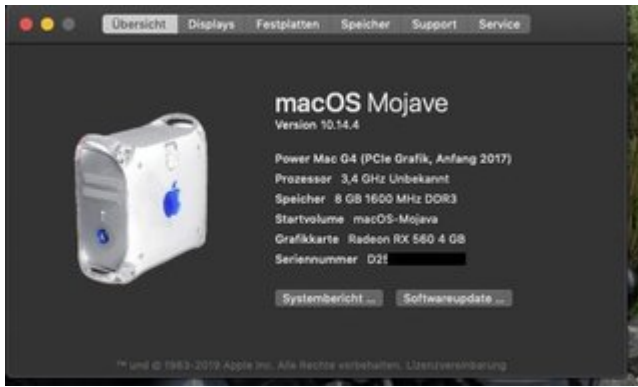 Übersicht Displays Festplatten Speicher Support Service
macOS Mojave
Version 10.14.4
Power Mac G4 (PCIe Grafik, Anfang 2017)
Prozessor 3,4 GHz Unbekannt
Speicher 8 GB 1600 MHz DDR3
Startvolume macOS-Mojava
Grafikkarte Radeon RX 560 4 GB
Seriennummer D25
Systembericht ... Softwareupdate ...
™ und © 1983-2019 Apple Inc. Alle Rechte vorbehalten. Lizenzvereinbarung